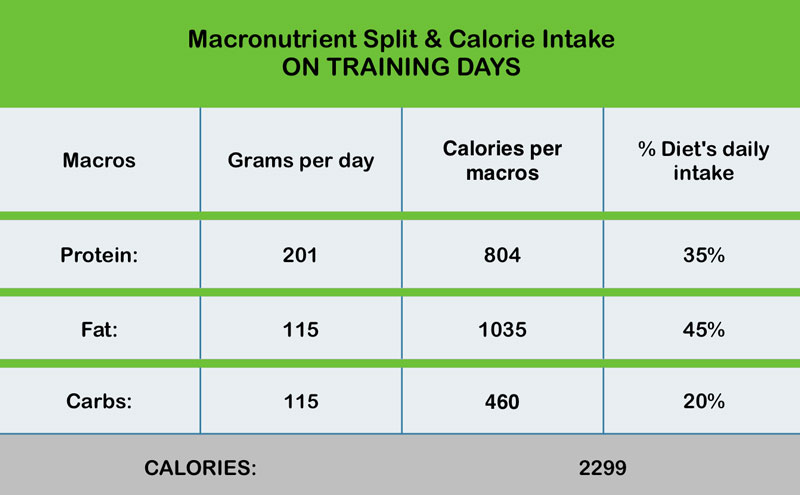 Macronutrient Split & Calorie Intake
ON TRAINING DAYS
Macros Grams per day Calories per macros % Diet's daily intake
Protein: 201 804 35%
Fat: 115 1035 45%
Carbs: 115 460 20%
CALORIES: 2299